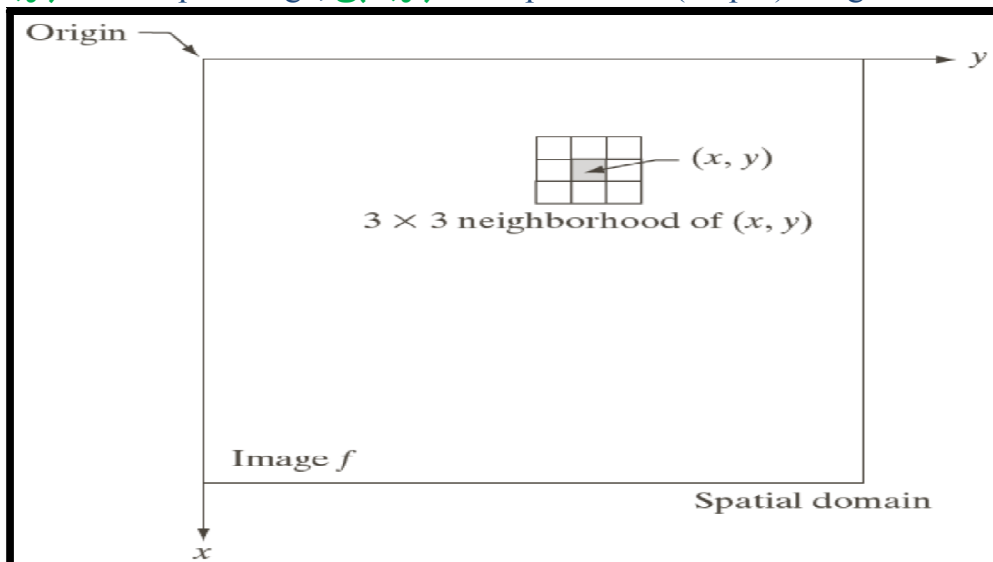 Origin
y
(x, y)
3 × 3 neighborhood of (x, y)
Image f
Spatial domain
x